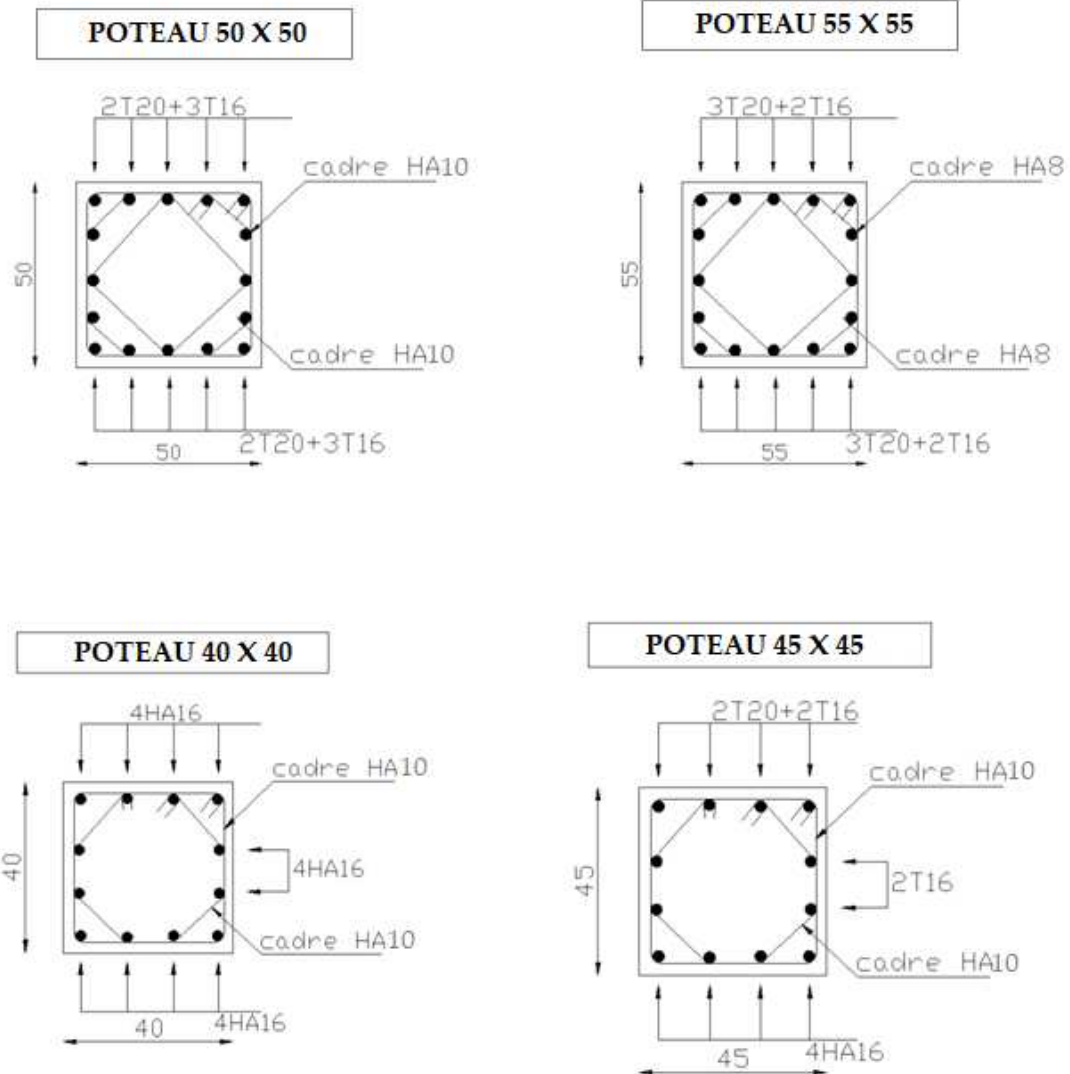 POTEAU 50 X 50
2T20+3T16
cadre HA10
50
cadre HA10
2T20+3T16
50
POTEAU 55 X 55
3T20+2T16
cadre HA8
55
cadre HA8
3T20+2T16
55
POTEAU 40 X 40
4HA16
cadre HA10
40
4HA16
cadre HA10
4HA16
40
POTEAU 45 X 45
2T20+2T16
cadre HA10
45
2T16
cadre HA10
4HA16
45